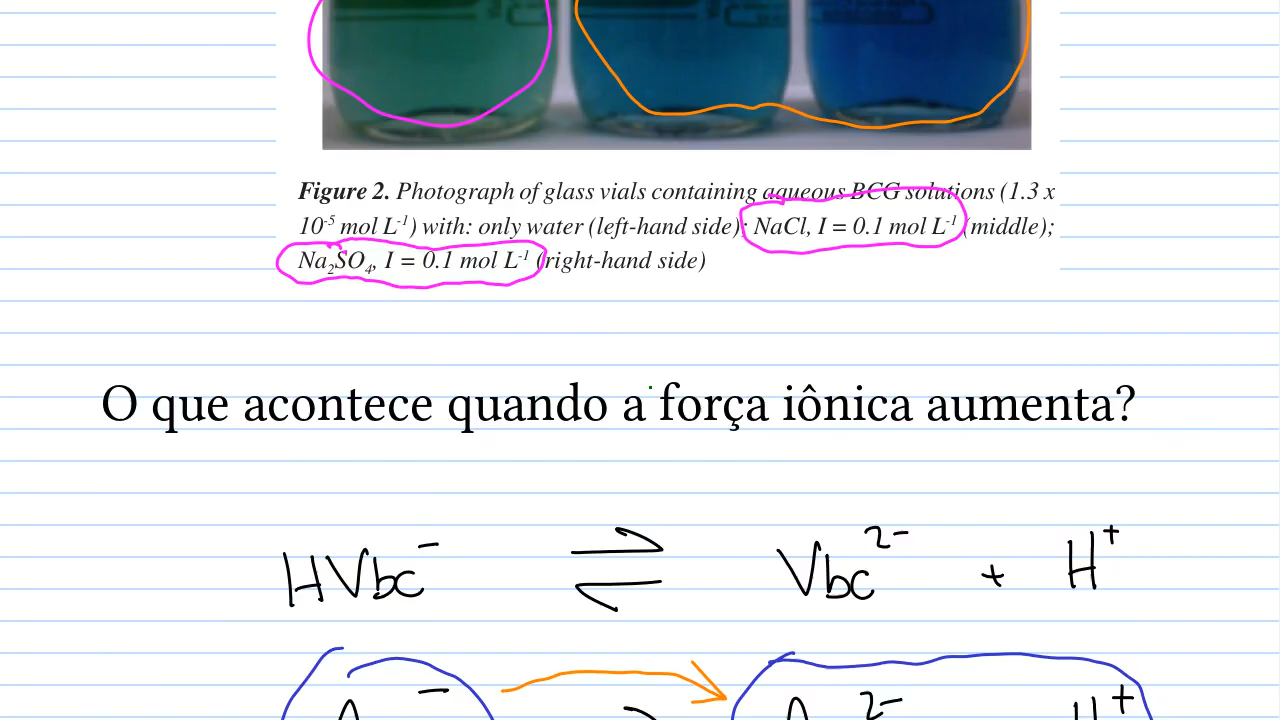 Figure 2. Photograph of glass vials containing aqueous BCG solutions (1.3 x
10⁻⁵ mol L⁻¹) with: only water (left-hand side); NaCl, I = 0.1 mol L⁻¹ (middle);
Na₂SO₄, I = 0.1 mol L⁻¹ (right-hand side)
O que acontece quando a força iônica aumenta?
HVbc⁻ ⇌ Vbc²⁻ + H⁺